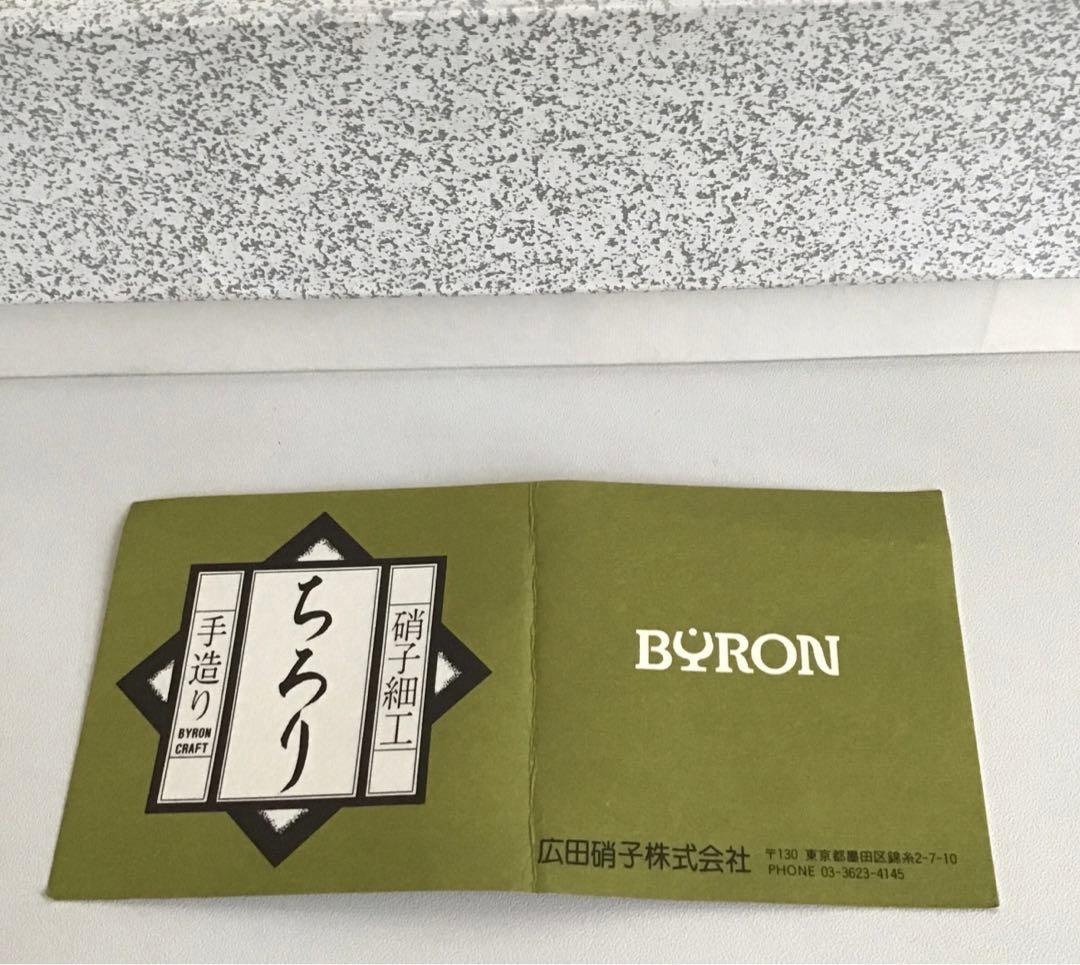 硝子細工
ちろり
手造り
BYRON
CRAFT
BYRON
広田硝子株式会社
〒130 東京都墨田区錦糸2-7-10
PHONE 03-3623-4145